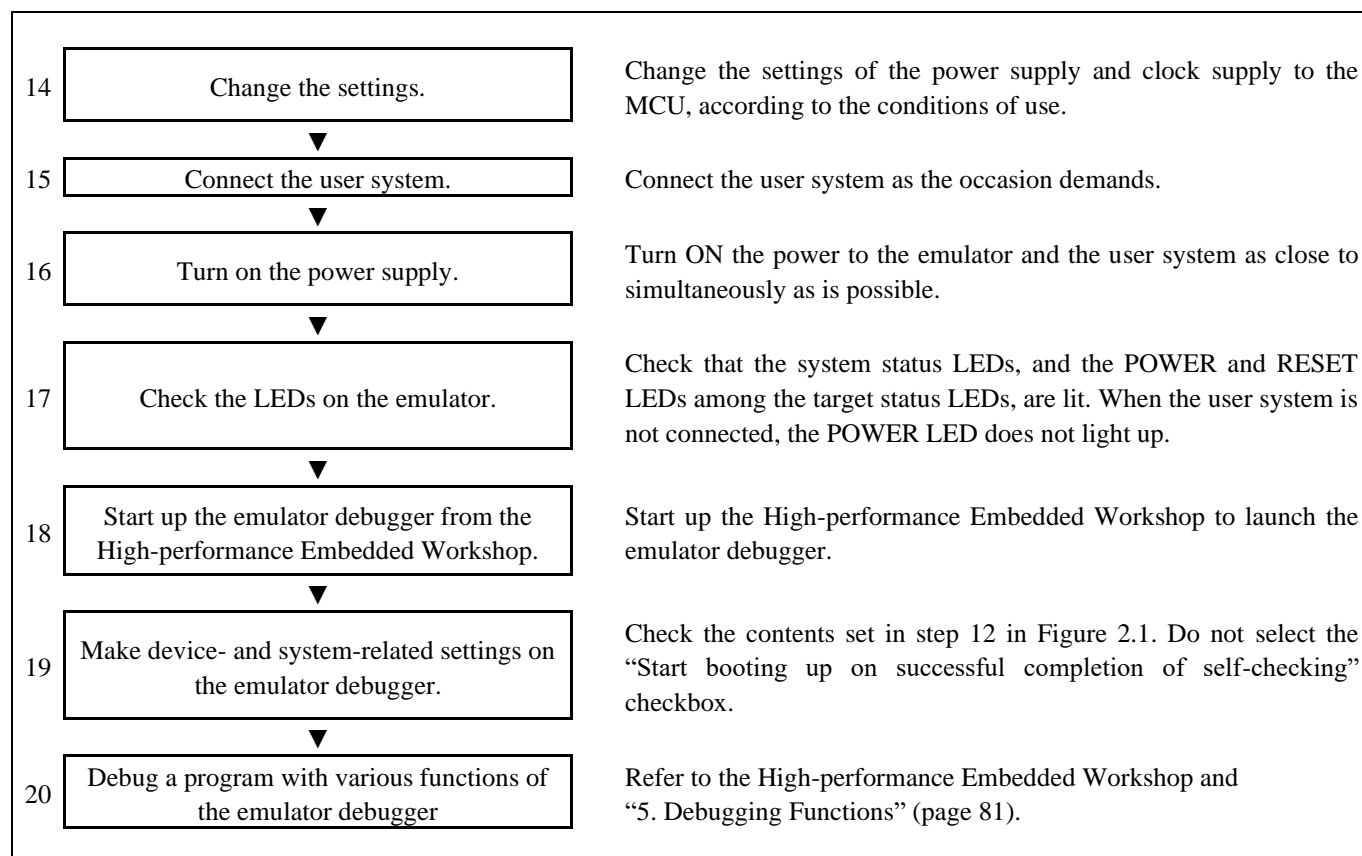 14
Change the settings.
Change the settings of the power supply and clock supply to the
MCU, according to the conditions of use.
▼
15
Connect the user system.
Connect the user system as the occasion demands.
▼
16
Turn on the power supply.
Turn ON the power to the emulator and the user system as close to
simultaneously as is possible.
▼
17
Check the LEDs on the emulator.
Check that the system status LEDs, and the POWER and RESET
LEDs among the target status LEDs, are lit. When the user system is
not connected, the POWER LED does not light up.
▼
18
Start up the emulator debugger from the
High-performance Embedded Workshop.
Start up the High-performance Embedded Workshop to launch the
emulator debugger.
▼
19
Make device- and system-related settings on
the emulator debugger.
Check the contents set in step 12 in Figure 2.1. Do not select the
“Start booting up on successful completion of self-checking”
checkbox.
▼
20
Debug a program with various functions of
the emulator debugger
Refer to the High-performance Embedded Workshop and
“5. Debugging Functions” (page 81).